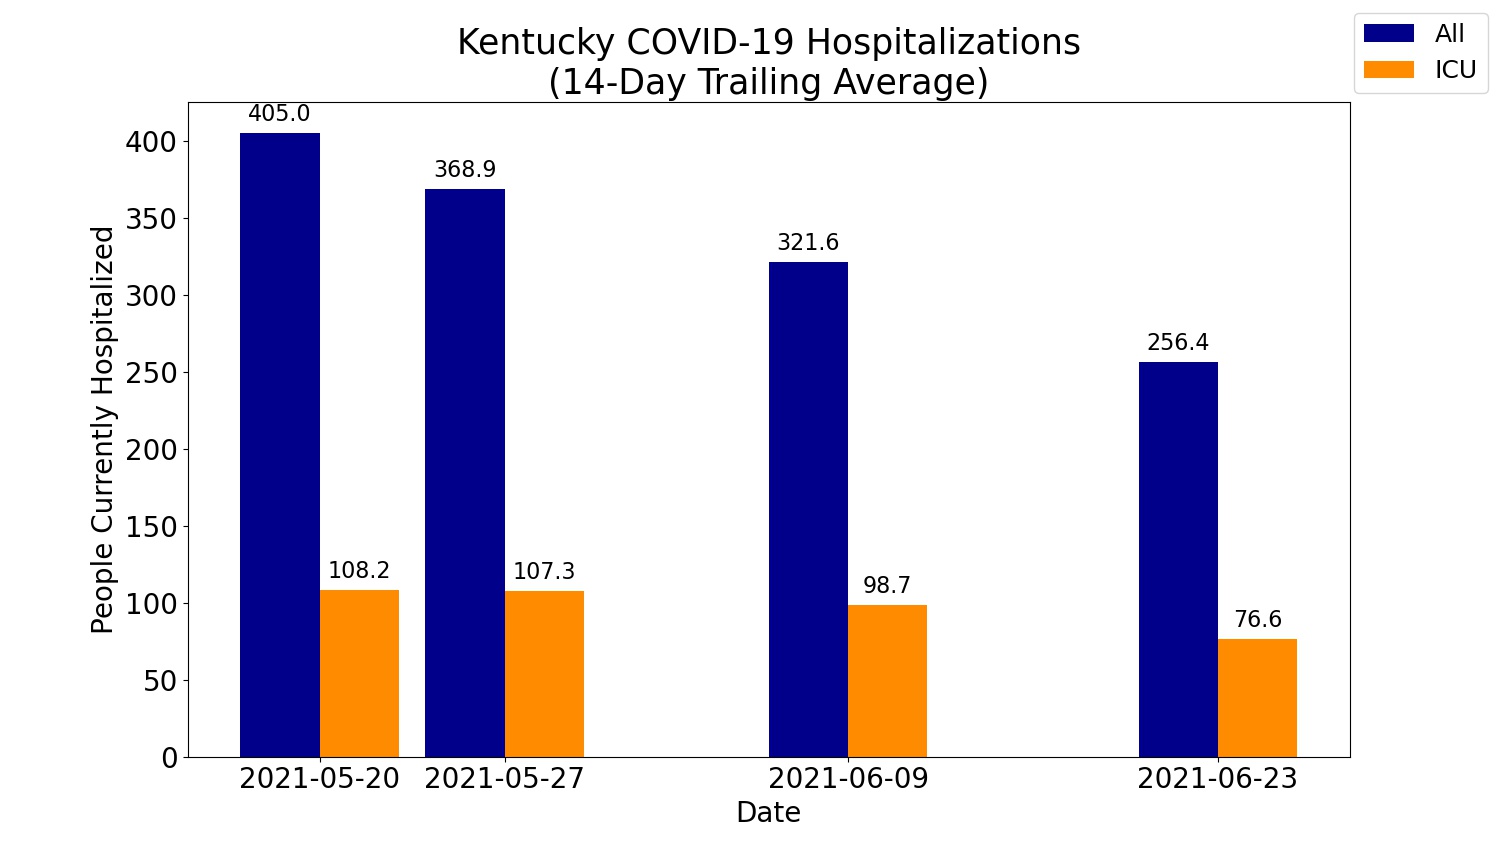 Kentucky COVID-19 Hospitalizations
(14-Day Trailing Average)
All
ICU
People Currently Hospitalized
400
350
300
250
200
150
100
50
0
405.0
108.2
368.9
107.3
321.6
98.7
256.4
76.6
2021-05-20 2021-05-27 2021-06-09 2021-06-23
Date